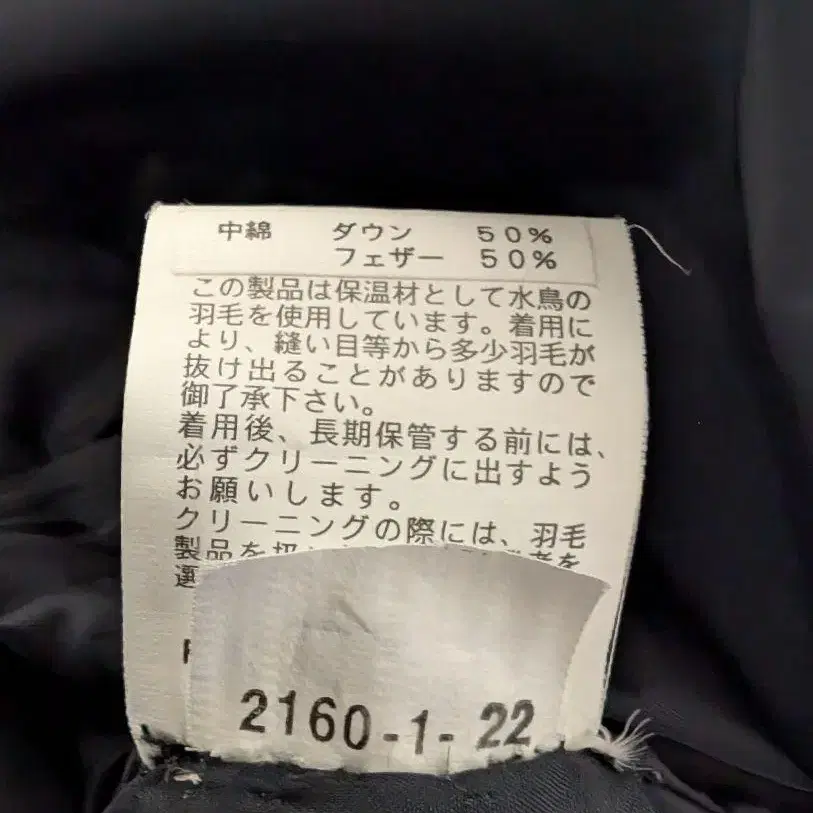 中綿 ダウン 50%
フェザー 50%
この製品は保温材として水鳥の
羽毛を使用しています。着用に
より、縫い目等から多少羽毛が
抜け出ることがありますので
御了承下さい。
着用後、長期保管する前には、
必ずクリーニングに出すよう
お願いします。
クリーニングの際には、羽毛
製品を
2160-1-22